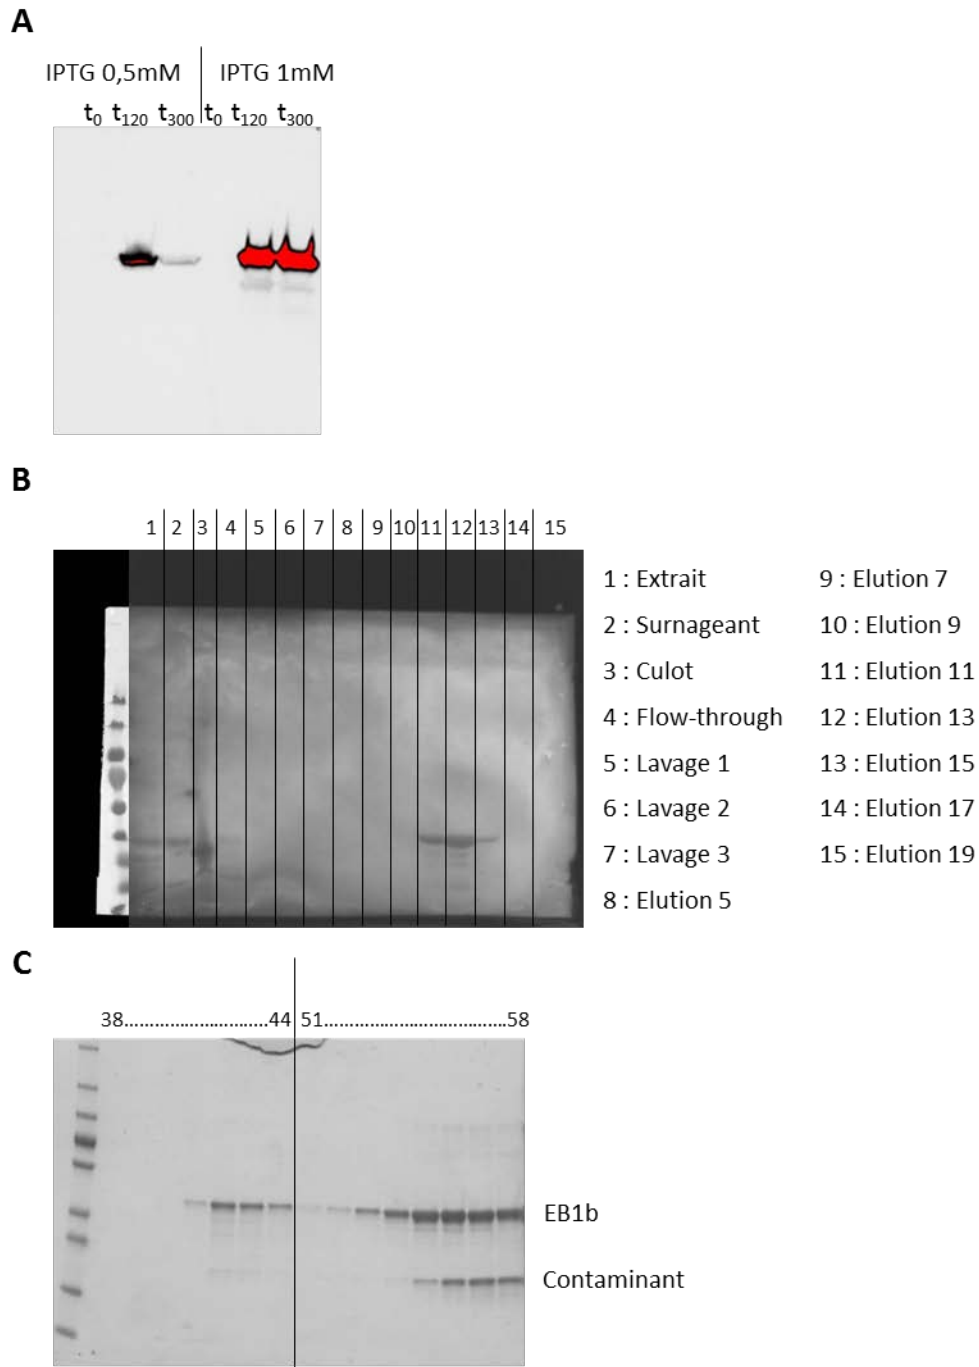 A
IPTG 0,5mM IPTG 1mM
t0 t120 t300 t0 t120 t300
B
1 2 3 4 5 6 7 8 9 10 11 12 13 14 15
1 : Extrait
2 : Surnageant
3 : Culot
4 : Flow-through
5 : Lavage 1
6 : Lavage 2
7 : Lavage 3
8 : Elution 5
9 : Elution 7
10 : Elution 9
11 : Elution 11
12 : Elution 13
13 : Elution 15
14 : Elution 17
15 : Elution 19
C
38..........................44 51................................58
EB1b
Contaminant